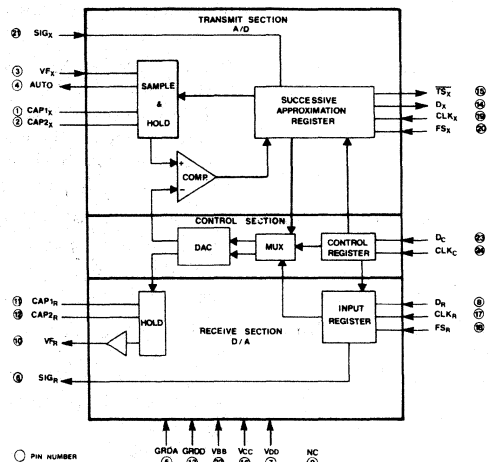 TRANSMIT SECTION
A/D
21 SIGX
3 VFX
4 AUTO
1 CAP1X
2 CAP2X
SAMPLE
&
HOLD
SUCCESSIVE
APPROXIMATION
REGISTER
TSX 15
DX 14
CLKX 19
FSX 20
+
COMP.
−
CONTROL SECTION
DAC
MUX
CONTROL
REGISTER
DC 23
CLKC 24
11 CAP1R
12 CAP2R
10 VFR
SIGR
HOLD
RECEIVE SECTION
D/A
INPUT
REGISTER
DR
CLKR 17
FSR 18
GRDA GRDD VBB VCC VDD NC
PIN NUMBER